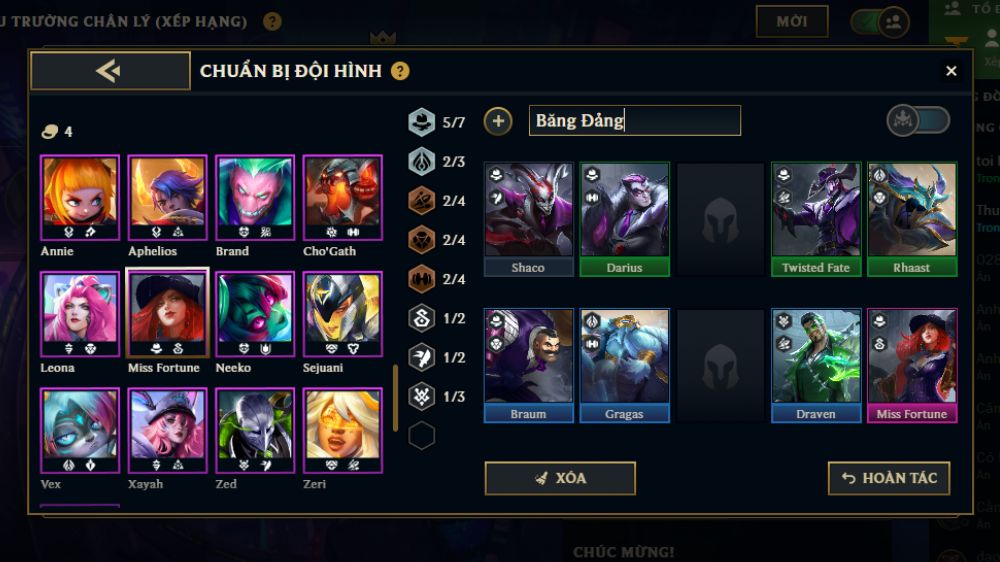 U TRƯỜNG CHÂN LÝ (XẾP HẠNG) ?
MỜI
TỔ Đ
CHUẨN BỊ ĐỘI HÌNH ?
4
Annie
Aphelios
Brand
Cho'Gath
Leona
Miss Fortune
Neeko
Sejuani
Vex
Xayah
Zed
Zeri
5/7
2/3
2/4
2/4
2/4
1/2
1/2
1/3
Băng Đảng
Shaco
Darius
Twisted Fate
Rhaast
Braum
Gragas
Draven
Miss Fortune
XÓA
HOÀN TÁC
CHÚC MỪNG!